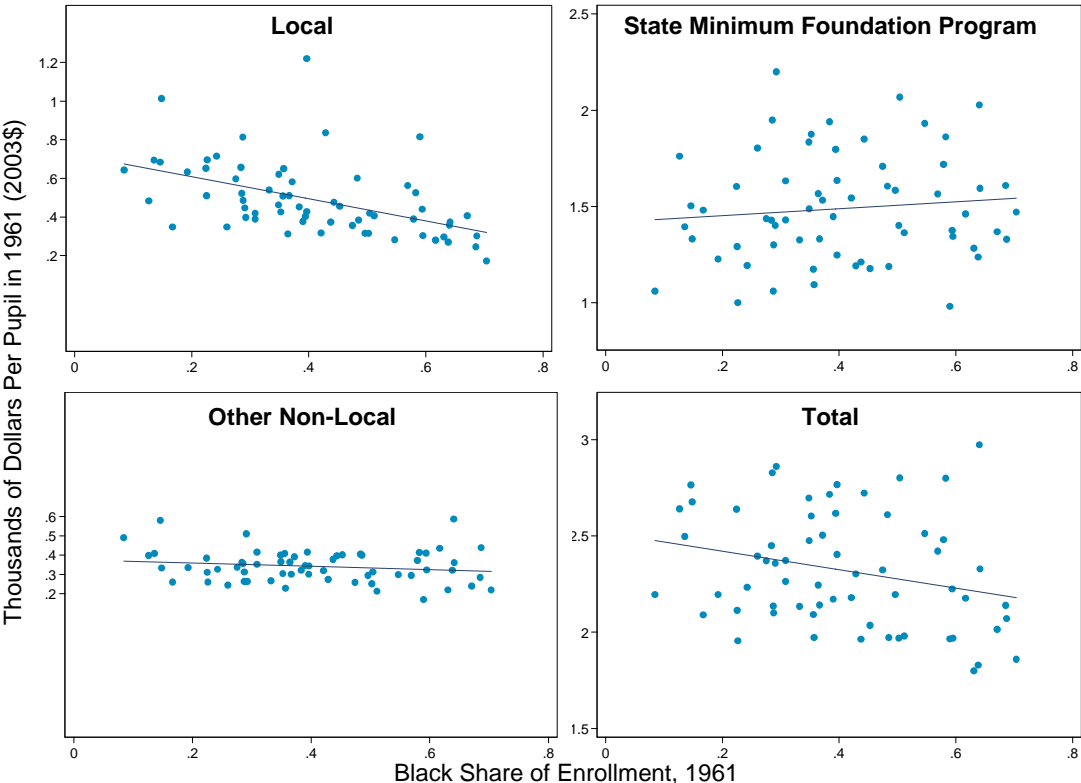 Thousands of Dollars Per Pupil in 1961 (2003$)
Local
1.2
1
.8
.6
.4
.2
0 .2 .4 .6 .8
State Minimum Foundation Program
2.5
2
1.5
1
0 .2 .4 .6 .8
Other Non-Local
.6
.5
.4
.3
.2
0 .2 .4 .6 .8
Total
3
2.5
2
1.5
0 .2 .4 .6 .8
Black Share of Enrollment, 1961